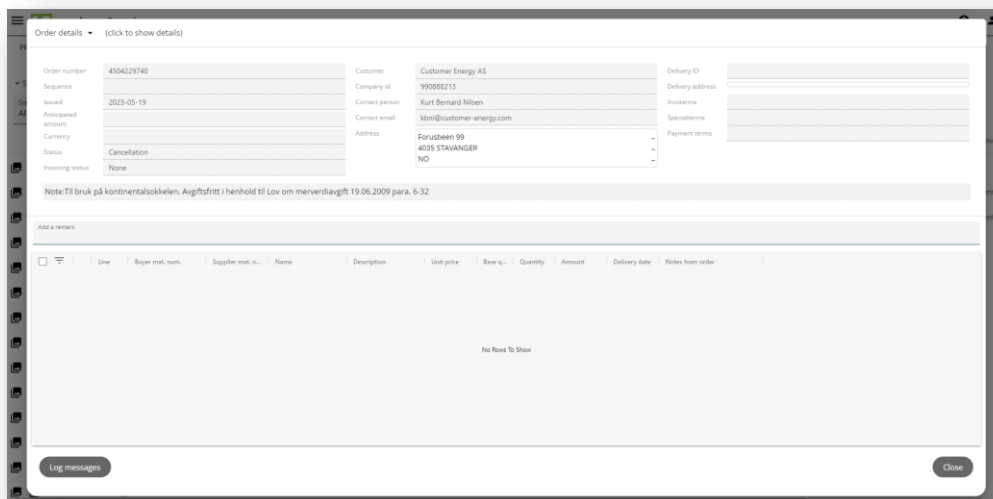 Order details (click to show details)
Order number 4504229740
Sequence
Issued 2023-05-19
Anticipated
amount
Currency
Status Cancellation
Invoicing status None
Customer Customer Energy AS
Company id 990888213
Contact person Kurt Bernard Nilsen
Contact email kbni@customer-energy.com
Address Forusbeen 99
4035 STAVANGER
NO
Delivery ID
Delivery address
Incoterms
Specialterms
Payment terms
Note:Til bruk på kontinentalsokkelen. Avgiftsfritt i henhold til Lov om merverdiavgift 19.06.2009 para. 6-32
Add a remark
Line Buyer mat. num. Supplier mat. n... Name Description Unit price Base q... Quantity Amount Delivery date Notes from order
No Rows To Show
Log messages Close